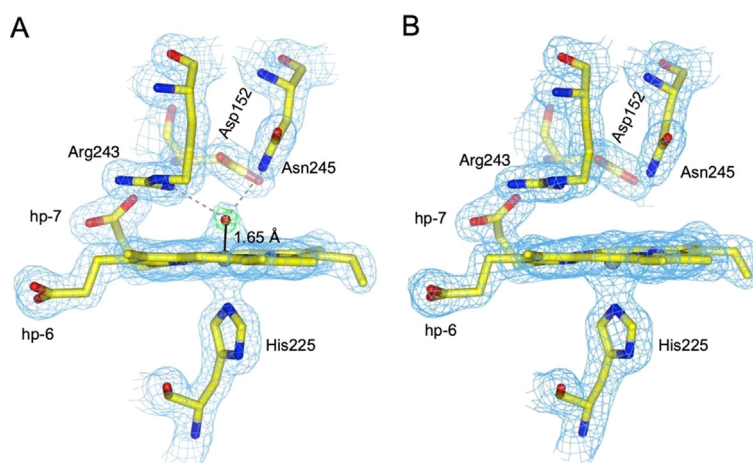 A
Asp152
Arg243
Asn245
hp-7
1.65 Å
hp-6
His225
B
Asp152
Arg243
Asn245
hp-7
hp-6
His225